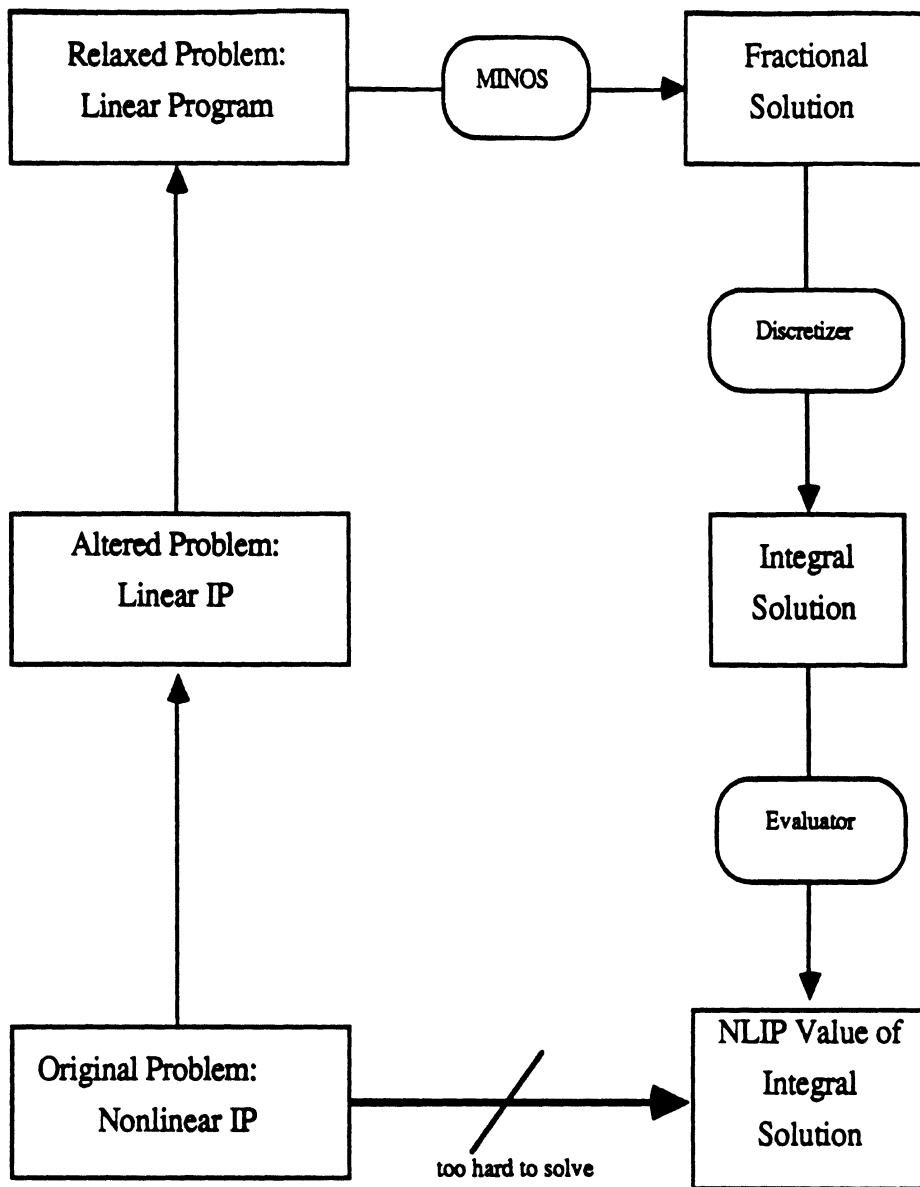 Relaxed Problem:
Linear Program
MINOS
Fractional
Solution
Discretizer
Altered Problem:
Linear IP
Integral
Solution
Evaluator
Original Problem:
Nonlinear IP
too hard to solve
NLIP Value of
Integral
Solution